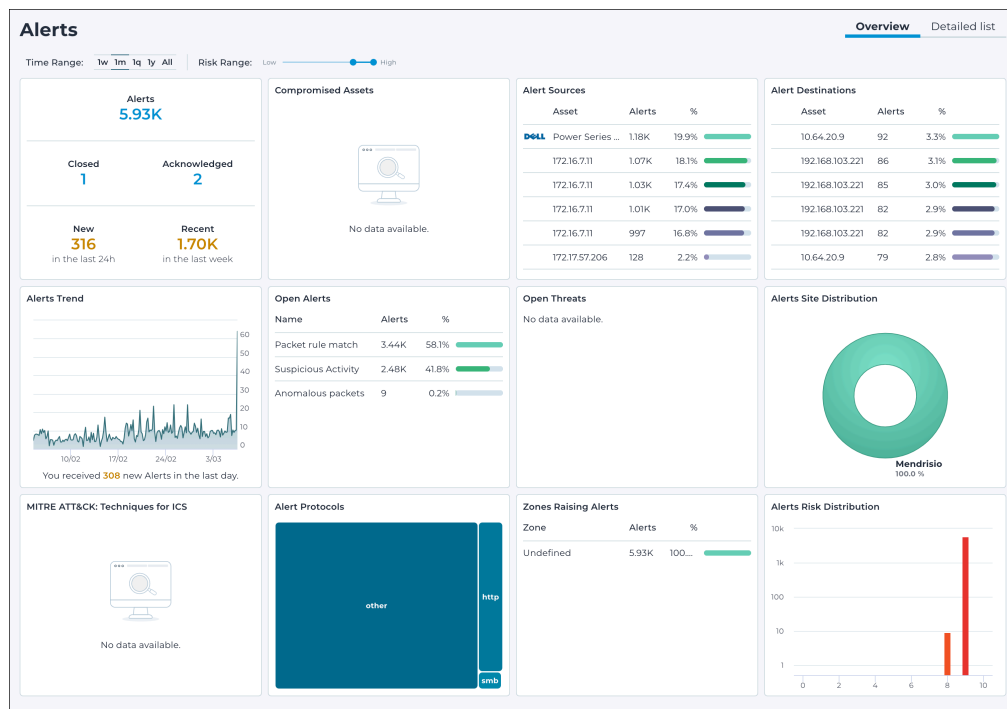 Alerts
Overview Detailed list
Time Range: 1w 1m 1q 1y All Risk Range: Low High
Alerts
5.93K
Closed Acknowledged
1 2
New Recent
316 1.70K
in the last 24h in the last week
Compromised Assets
No data available.
Alert Sources
Asset Alerts %
DELL Power Series ... 1.18K 19.9%
172.16.7.11 1.07K 18.1%
172.16.7.11 1.03K 17.4%
172.16.7.11 1.01K 17.0%
172.16.7.11 997 16.8%
172.17.57.206 128 2.2%
Alert Destinations
Asset Alerts %
10.64.20.9 92 3.3%
192.168.103.221 86 3.1%
192.168.103.221 85 3.0%
192.168.103.221 82 2.9%
192.168.103.221 82 2.9%
10.64.20.9 79 2.8%
Alerts Trend
60
50
40
30
20
10
0
10/02 17/02 24/02 3/03
You received 308 new Alerts in the last day.
Open Alerts
Name Alerts %
Packet rule match 3.44K 58.1%
Suspicious Activity 2.48K 41.8%
Anomalous packets 9 0.2%
Open Threats
No data available.
Alerts Site Distribution
Mendrisio
100.0 %
MITRE ATT&CK: Techniques for ICS
No data available.
Alert Protocols
other
http
smb
Zones Raising Alerts
Zone Alerts %
Undefined 5.93K 100....
Alerts Risk Distribution
10k
1k
100
10
1
0 2 4 6 8 10